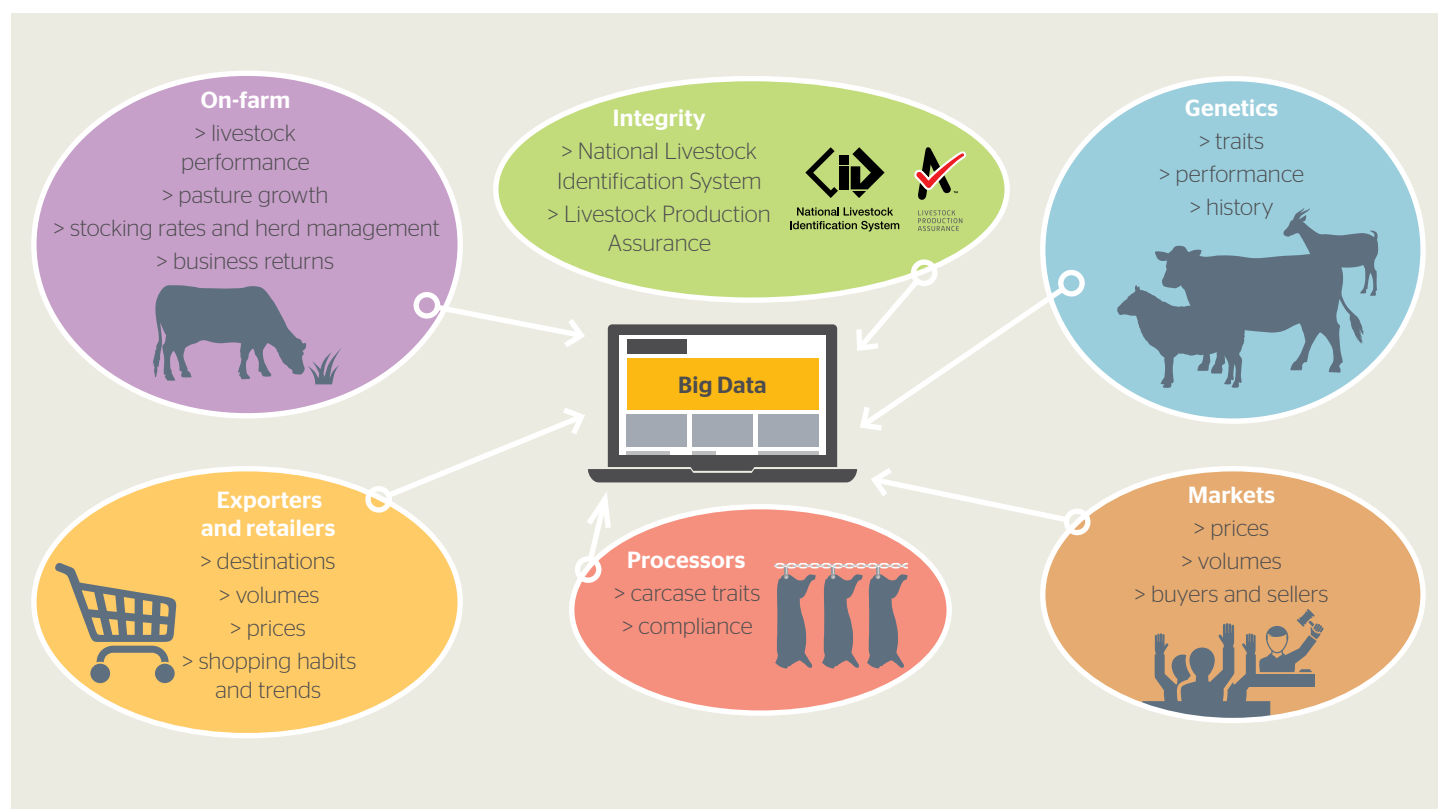 On-farm
> livestock
performance
> pasture growth
> stocking rates and herd management
> business returns
Integrity
> National Livestock
Identification System
> Livestock Production
Assurance
National Livestock
Identification System
LIVESTOCK
PRODUCTION
ASSURANCE
™
Genetics
> traits
> performance
> history
Big Data
Exporters
and retailers
> destinations
> volumes
> prices
> shopping habits
and trends
Processors
> carcase traits
> compliance
Markets
> prices
> volumes
> buyers and sellers